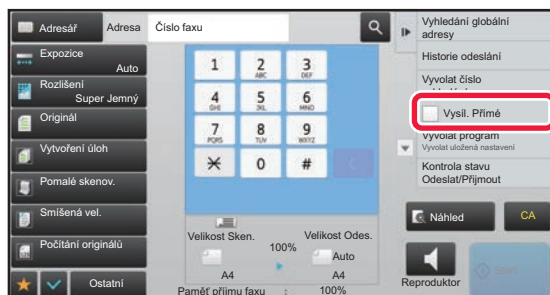 Adresář
Adresa
Číslo faxu
Expozice
Auto
Rozlišení
Super Jemný
Originál
Vytvoření úloh
Pomalé skenov.
Smíšená vel.
Počítání originálů
Ostatní
1
2
ABC
3
DEF
4
GHI
5
JKL
6
MNO
7
PQRS
8
TUV
9
WXYZ
0
#
Velikost Sken.
100%
Velikost Odes.
Auto
A4
A4
Paměť příjmu faxu : 100%
Vyhledání globální
adresy
Historie odeslání
Vyvolat číslo
Vysil. Přímé
Vyvolat program
Vyvolat uložená nastavení
Kontrola stavu
Odeslat/Přijmout
Náhled
CA
Reproduktor
Start